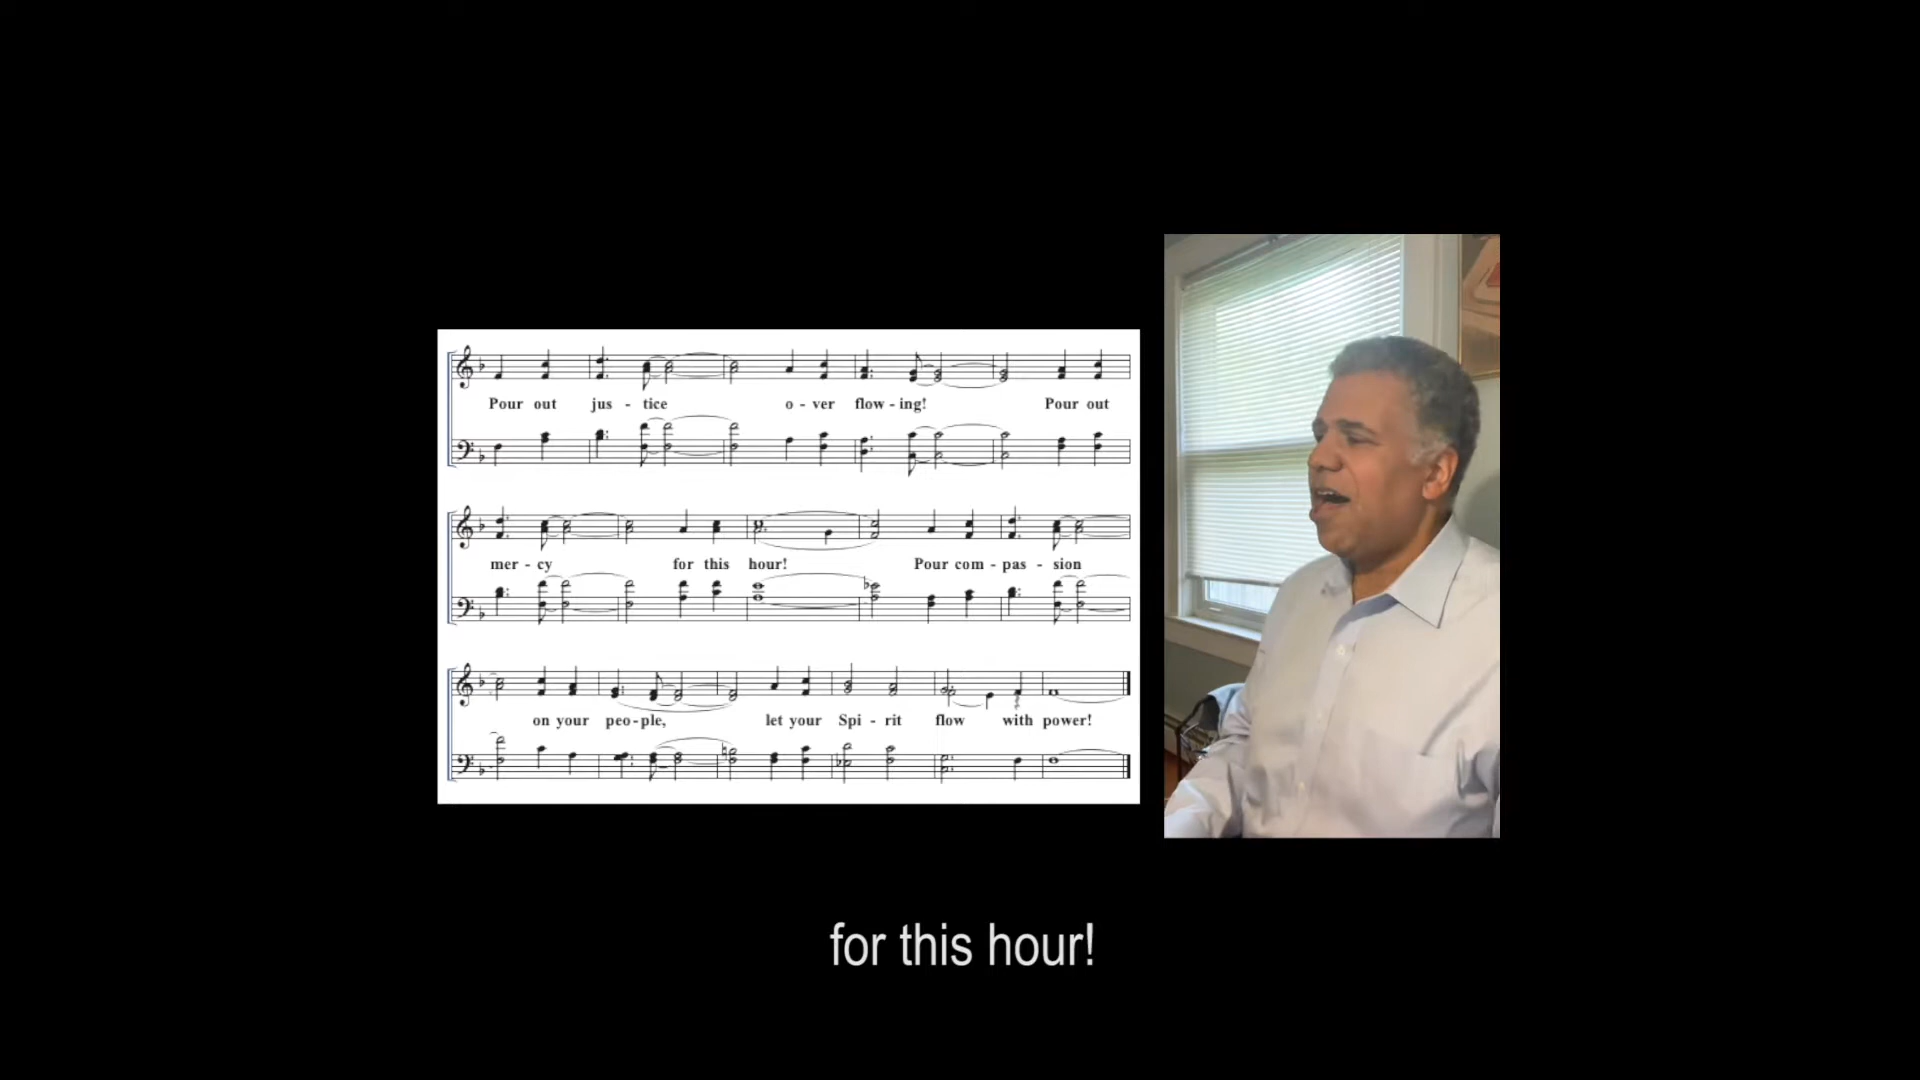 Pour out jus - tice o - ver flow - ing! Pour out
mer - cy for this hour! Pour com - pas - sion
on your peo - ple, let your Spi - rit flow with power!
for this hour!